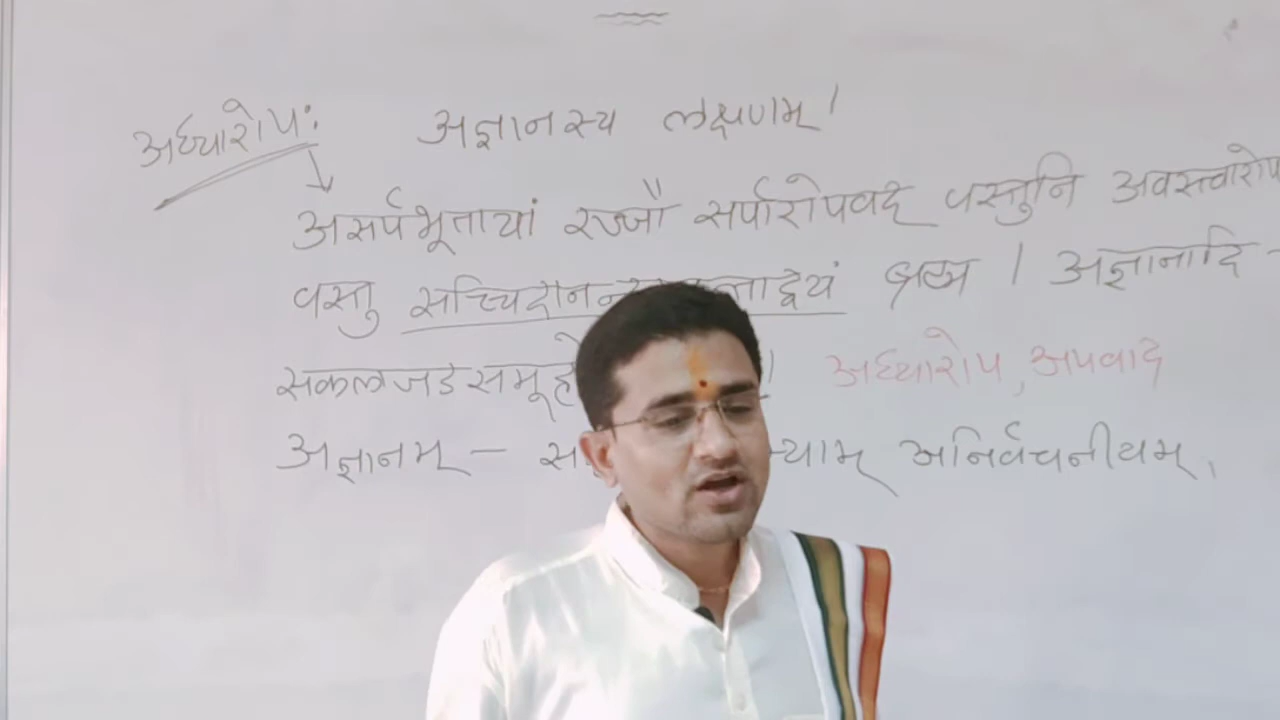 अध्यारोपः अज्ञानस्य लक्षणम् ।
असर्पभूतायां रज्जौ सर्पारोपवद् वस्तुनि अवस्त्वारोप
वस्तु सच्चिदानन्दा द्वयं ब्रह्म । अज्ञानादि -
सकलजडसमूहो । अध्यारोप, अपवाद
अज्ञानम् - स भ्याम् अनिर्वचनीयम्